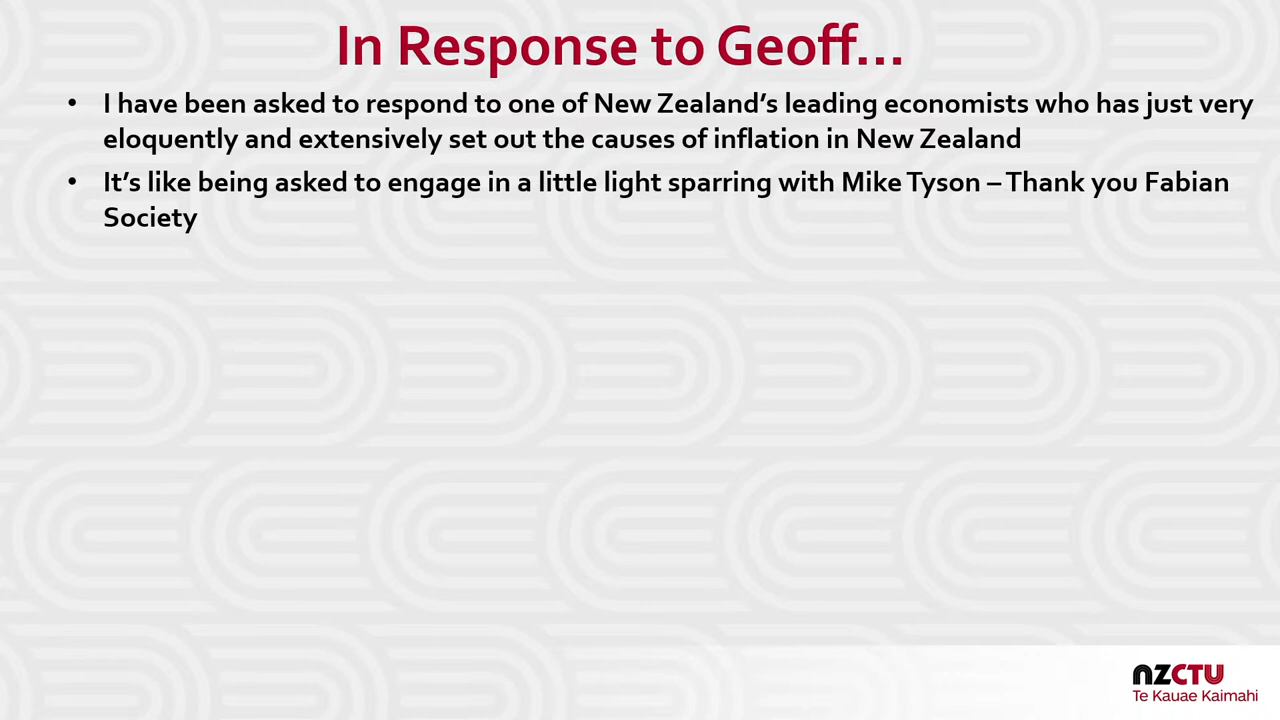 In Response to Geoff...
• I have been asked to respond to one of New Zealand's leading economists who has just very
eloquently and extensively set out the causes of inflation in New Zealand
• It's like being asked to engage in a little light sparring with Mike Tyson – Thank you Fabian
Society
NZCTU
Te Kauae Kaimahi